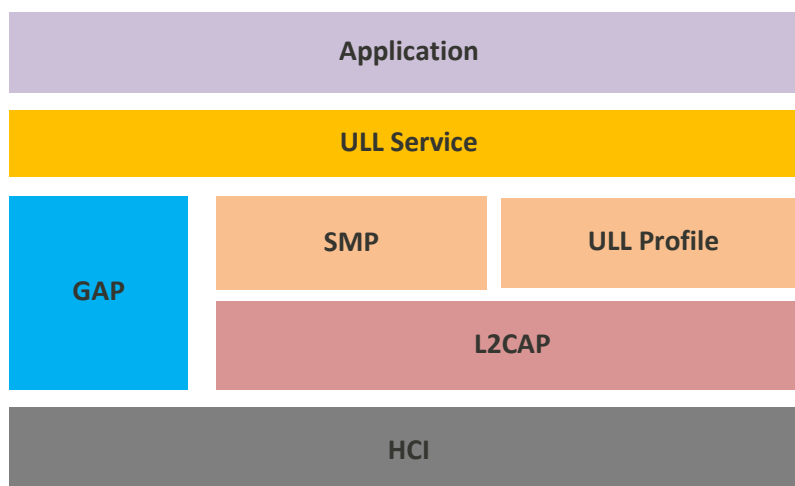 Application
ULL Service
SMP
ULL Profile
GAP
L2CAP
HCI